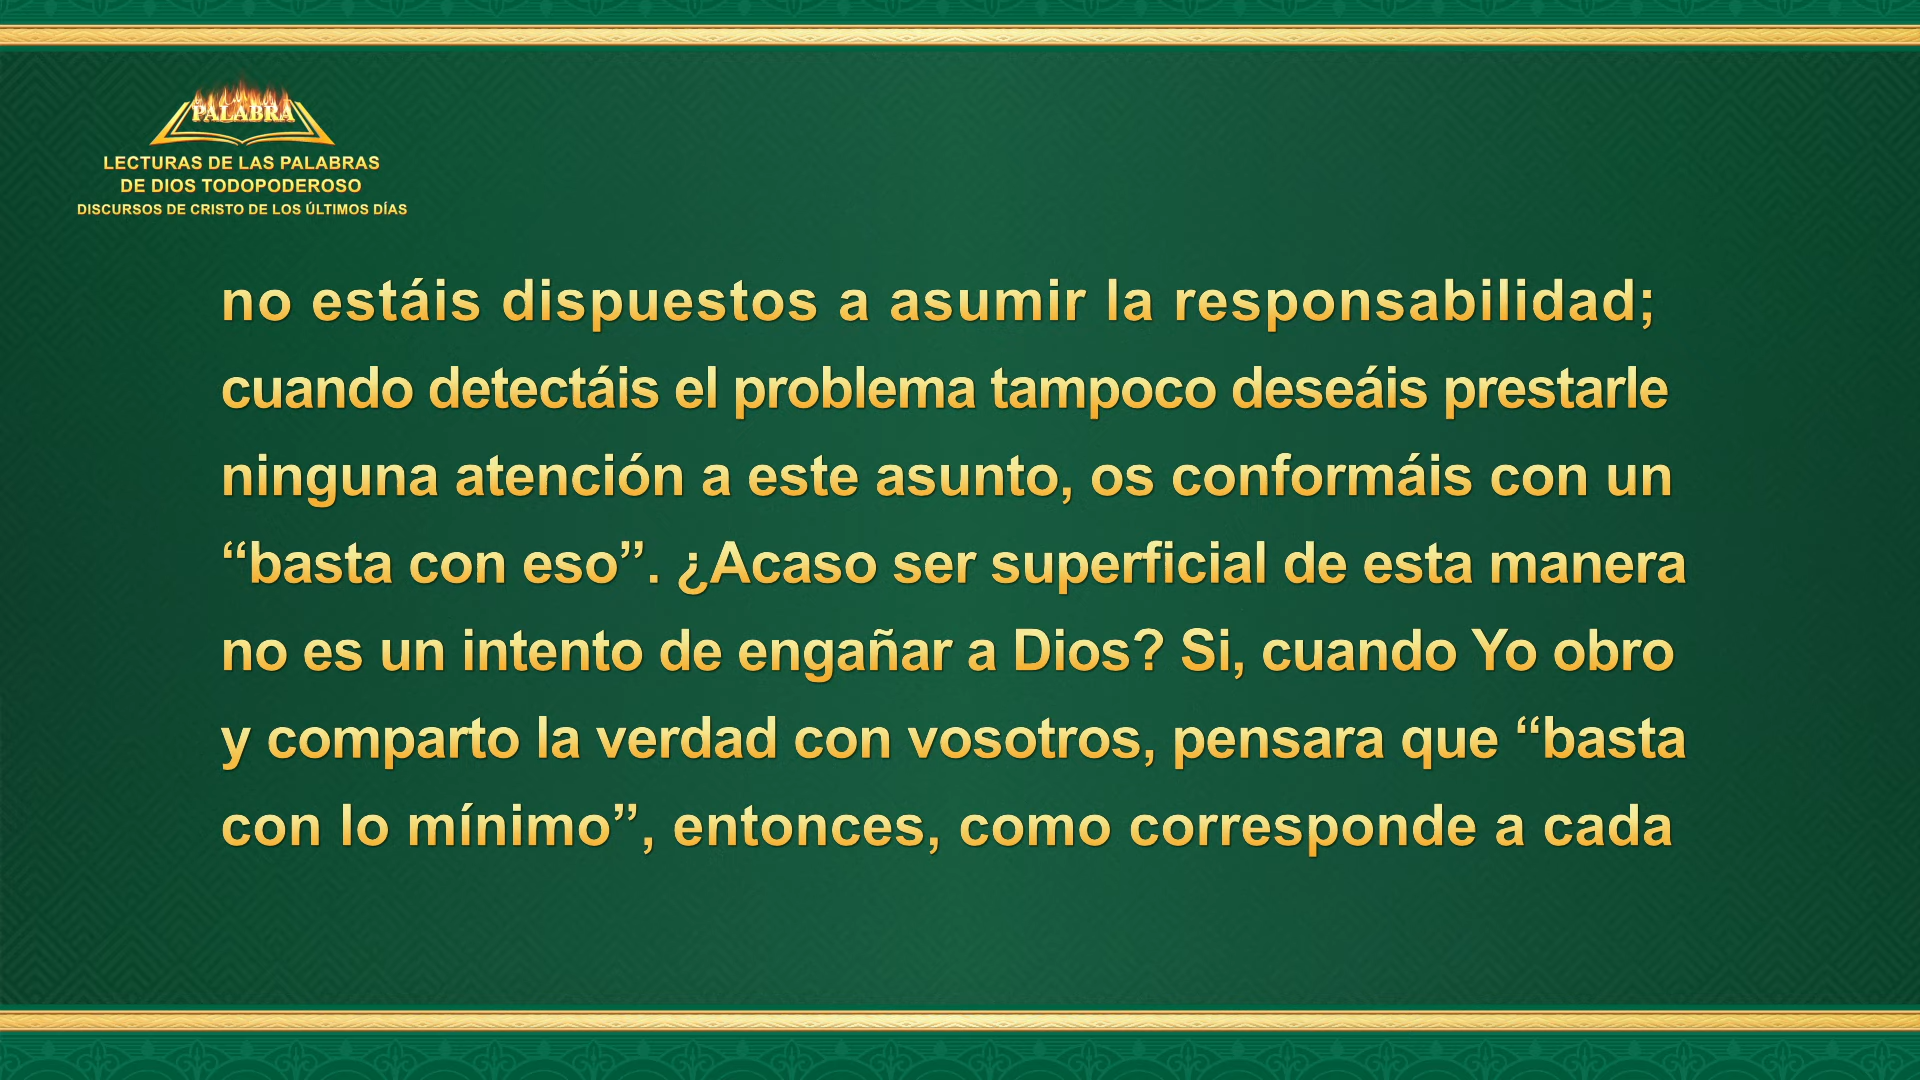 PALABRA
LECTURAS DE LAS PALABRAS
DE DIOS TODOPODEROSO
DISCURSOS DE CRISTO DE LOS ÚLTIMOS DÍAS
no estáis dispuestos a asumir la responsabilidad;
cuando detectáis el problema tampoco deseáis prestarle
ninguna atención a este asunto, os conformáis con un
“basta con eso”. ¿Acaso ser superficial de esta manera
no es un intento de engañar a Dios? Si, cuando Yo obro
y comparto la verdad con vosotros, pensara que “basta
con lo mínimo”, entonces, como corresponde a cada